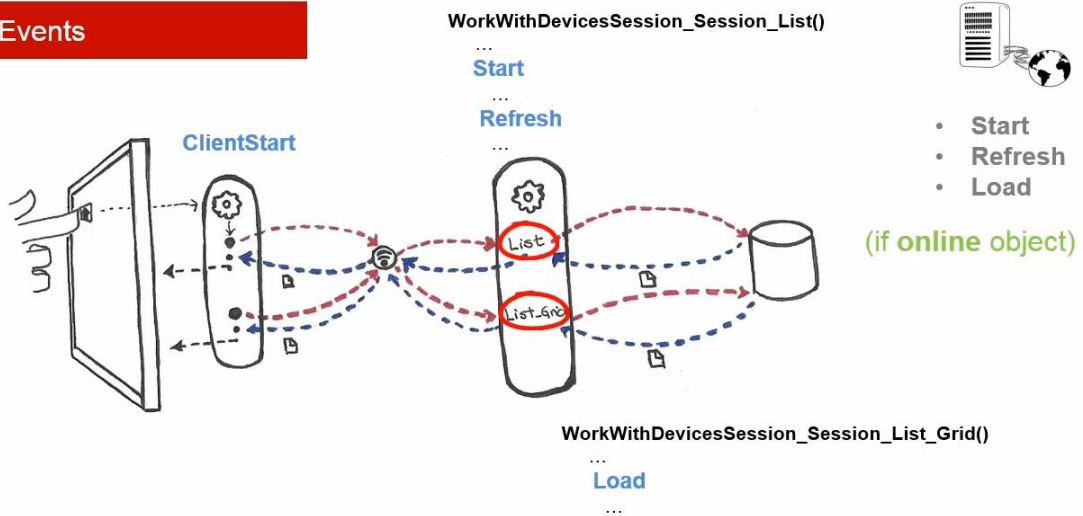 Events
WorkWithDevicesSession_Session_List()
...
Start
...
Refresh
...
ClientStart
• Start
• Refresh
• Load
(if online object)
List
List_Grid
WorkWithDevicesSession_Session_List_Grid()
...
Load
...